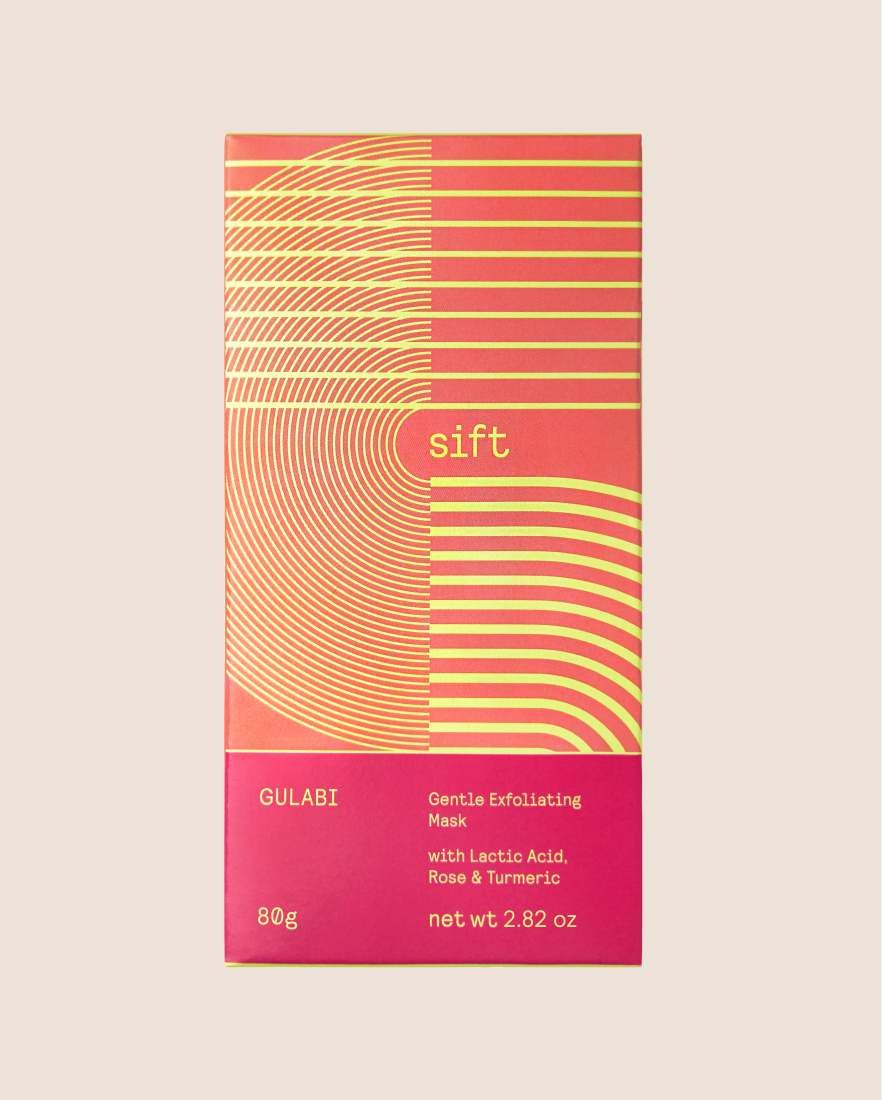 sift
GULABI
Gentle Exfoliating
Mask
with Lactic Acid,
Rose & Turmeric
80g
net wt 2.82 oz